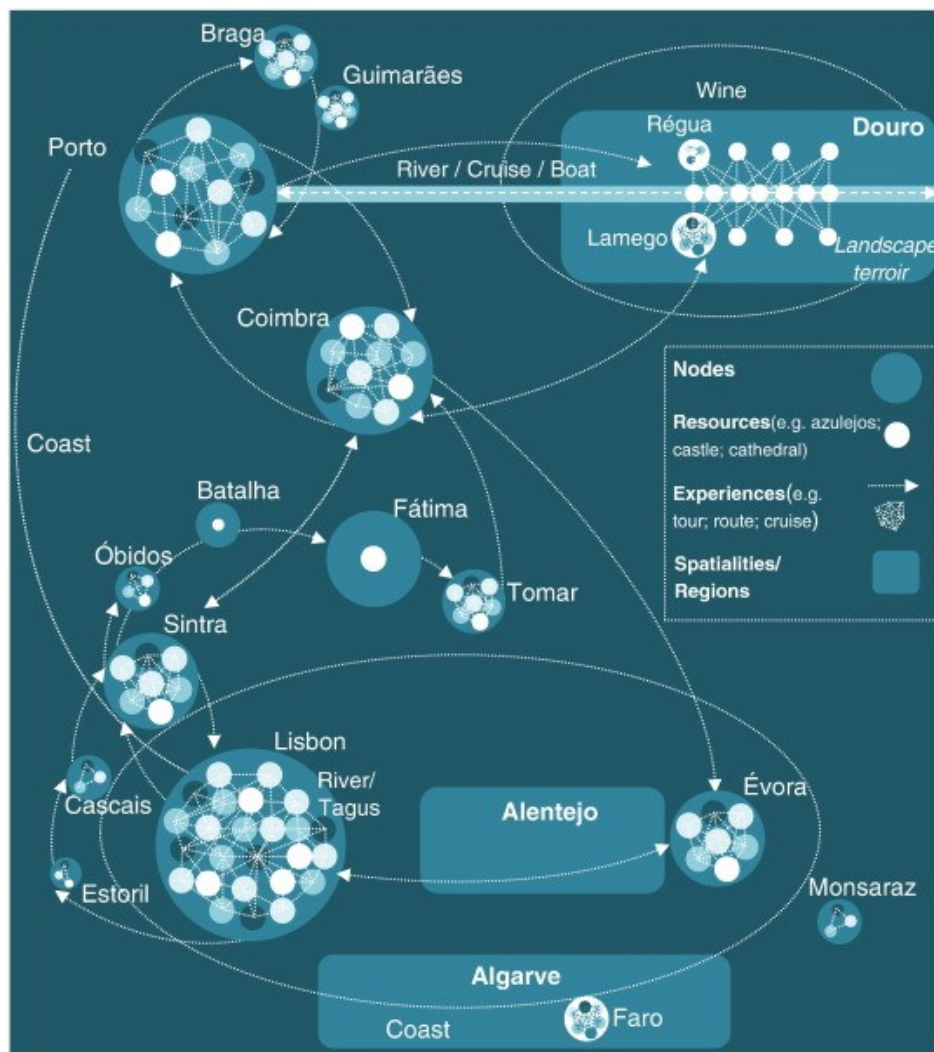 Braga
Guimarães
Wine
Porto
Régua
Douro
River / Cruise / Boat
Lamego
Landscape
terroir
Coimbra
Nodes
Resources(e.g. azulejos;
castle; cathedral)
Coast
Experiences(e.g.
tour; route; cruise)
Batalha
Fátima
Óbidos
Spatialities/
Regions
Tomar
Sintra
Lisbon
River/
Tagus
Cascais
Alentejo
Évora
Estoril
Monsaraz
Algarve
Faro
Coast